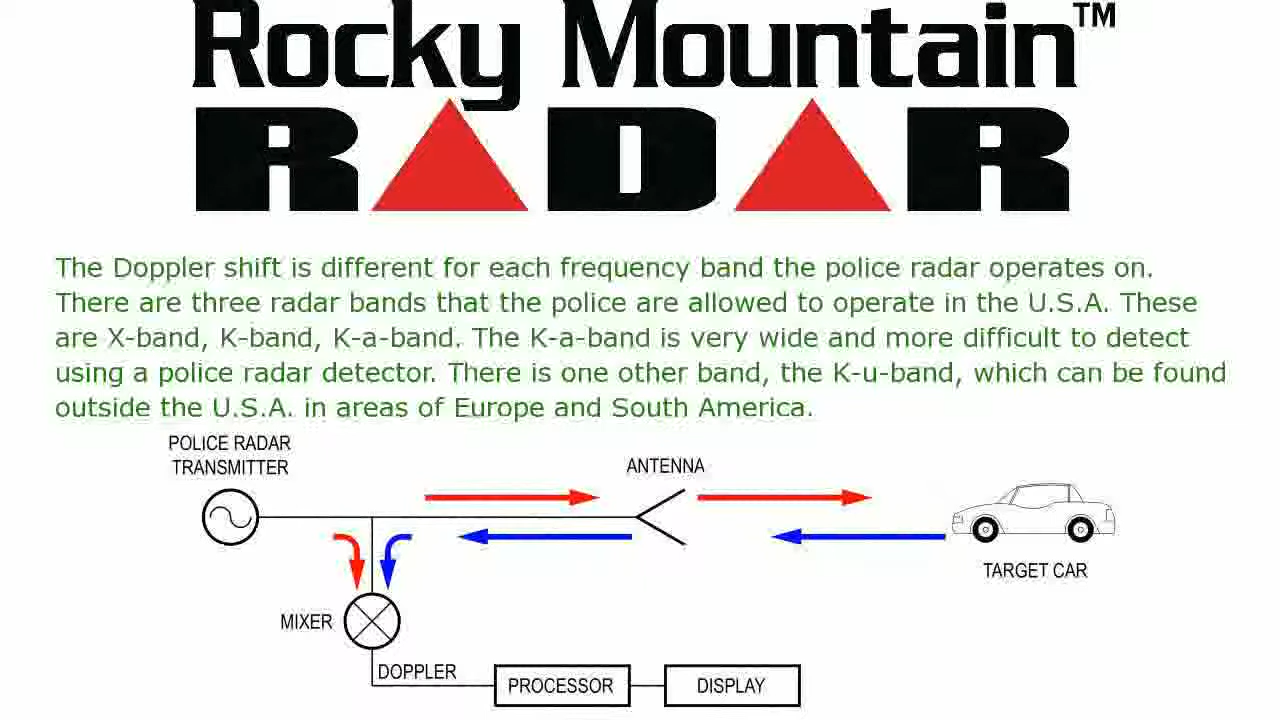 Rocky Mountain™
RADAR
The Doppler shift is different for each frequency band the police radar operates on.
There are three radar bands that the police are allowed to operate in the U.S.A. These
are X-band, K-band, K-a-band. The K-a-band is very wide and more difficult to detect
using a police radar detector. There is one other band, the K-u-band, which can be found
outside the U.S.A. in areas of Europe and South America.
POLICE RADAR
TRANSMITTER
ANTENNA
TARGET CAR
MIXER
DOPPLER
PROCESSOR
DISPLAY